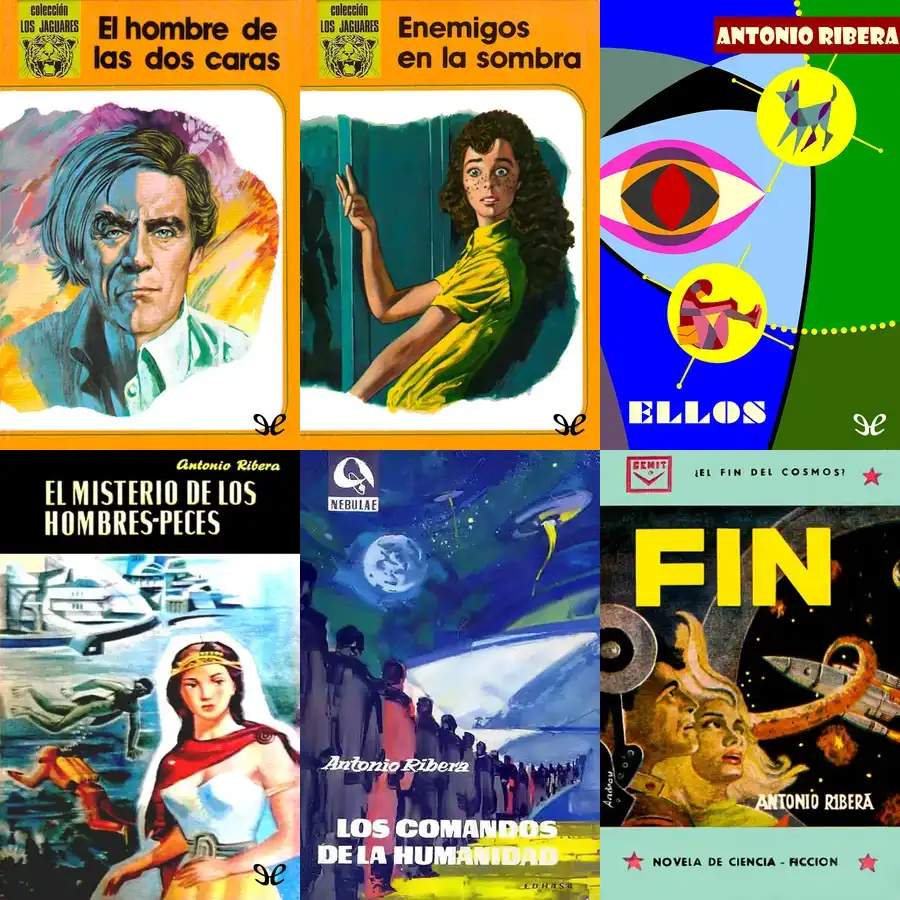 colección
LOS JAGUARES
El hombre de
las dos caras
colección
LOS JAGUARES
Enemigos
en la sombra
ANTONIO RIBERA
ELLOS
Antonio Ribera
EL MISTERIO DE LOS
HOMBRES-PECES
NEBULAE
Antonio Ribera
LOS COMANDOS
DE LA HUMANIDAD
EDHASA
CENIT
¿EL FIN DEL COSMOS?
FIN
ANTONIO RIBERA
NOVELA DE CIENCIA - FICCION